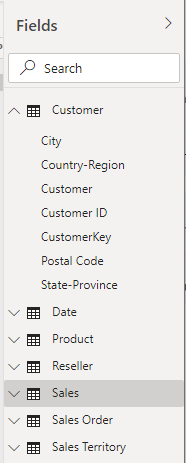 Fields
Search
Customer
City
Country-Region
Customer
Customer ID
CustomerKey
Postal Code
State-Province
Date
Product
Reseller
Sales
Sales Order
Sales Territory